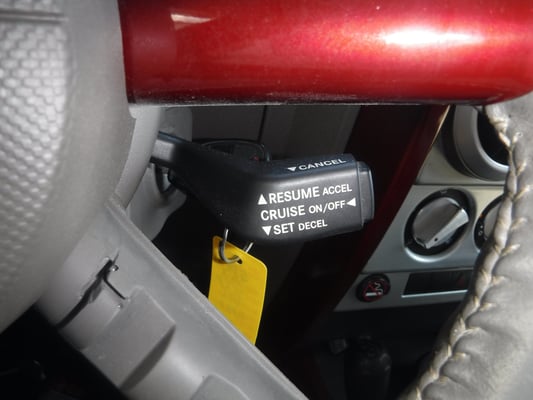 ▼CANCEL
▲RESUME ACCEL
CRUISE ON/OFF◀
▼SET DECEL